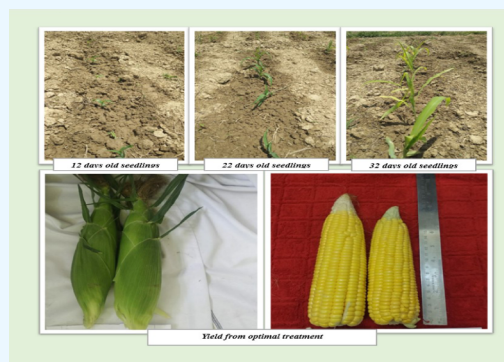 12 days old seedlings
22 days old seedlings
32 days old seedlings
Yield from optimal treatment